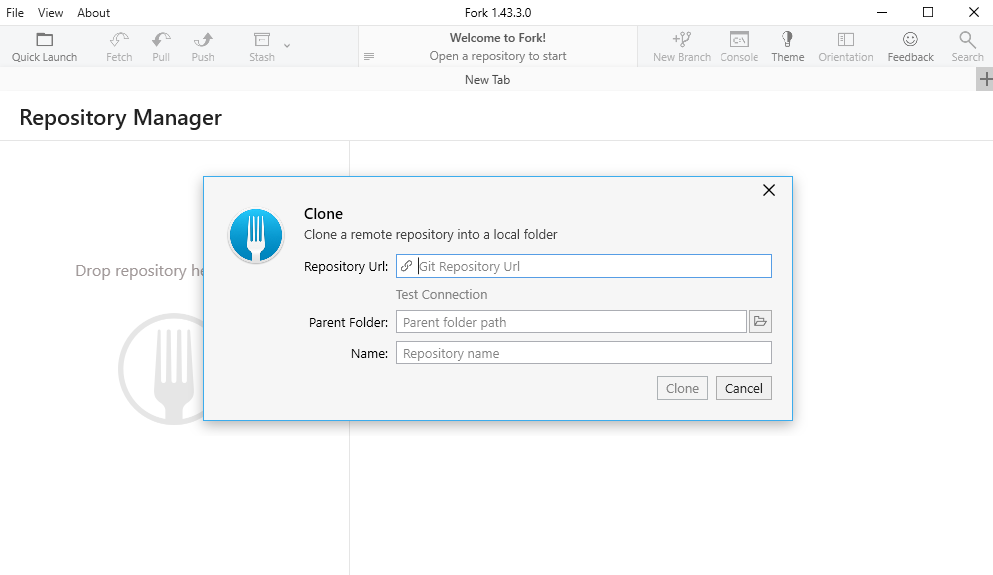 File View About Fork 1.43.3.0
Quick Launch Fetch Pull Push Stash Welcome to Fork! New Branch Console Theme Orientation Feedback Search
Open a repository to start
C:\
New Tab
Repository Manager
Drop repository he
Clone
Clone a remote repository into a local folder
Repository Url: Git Repository Url
Test Connection
Parent Folder: Parent folder path
Name: Repository name
Clone Cancel